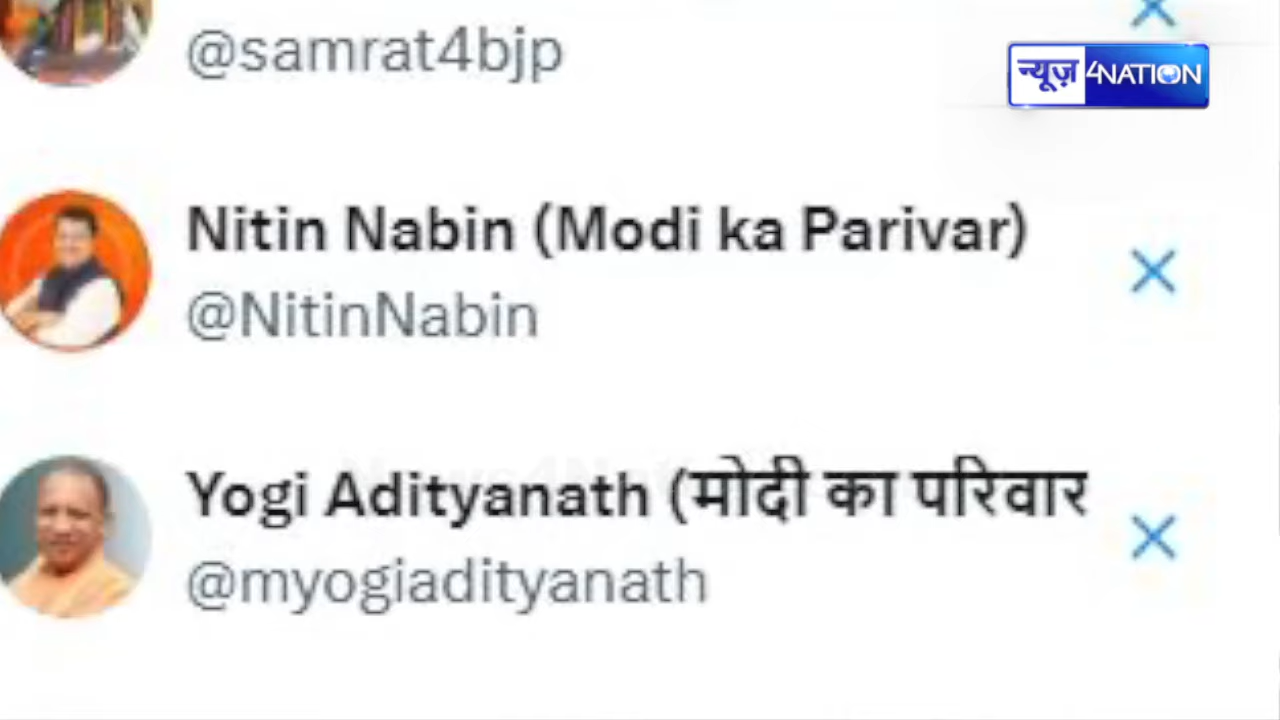 @samrat4bjp
न्यूज़ 4NATION
Nitin Nabin (Modi ka Parivar)
@NitinNabin
Yogi Adityanath (मोदी का परिवार
@myogiadityanath